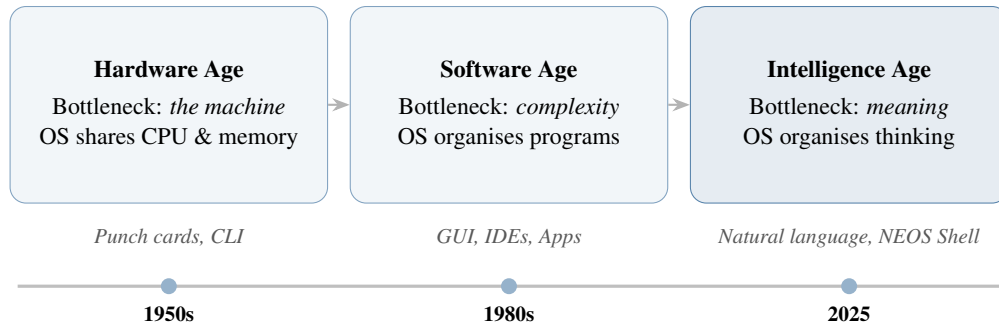 Hardware Age
Bottleneck: the machine
OS shares CPU & memory
Software Age
Bottleneck: complexity
OS organises programs
Intelligence Age
Bottleneck: meaning
OS organises thinking
Punch cards, CLI
GUI, IDEs, Apps
Natural language, NEOS Shell
1950s
1980s
2025